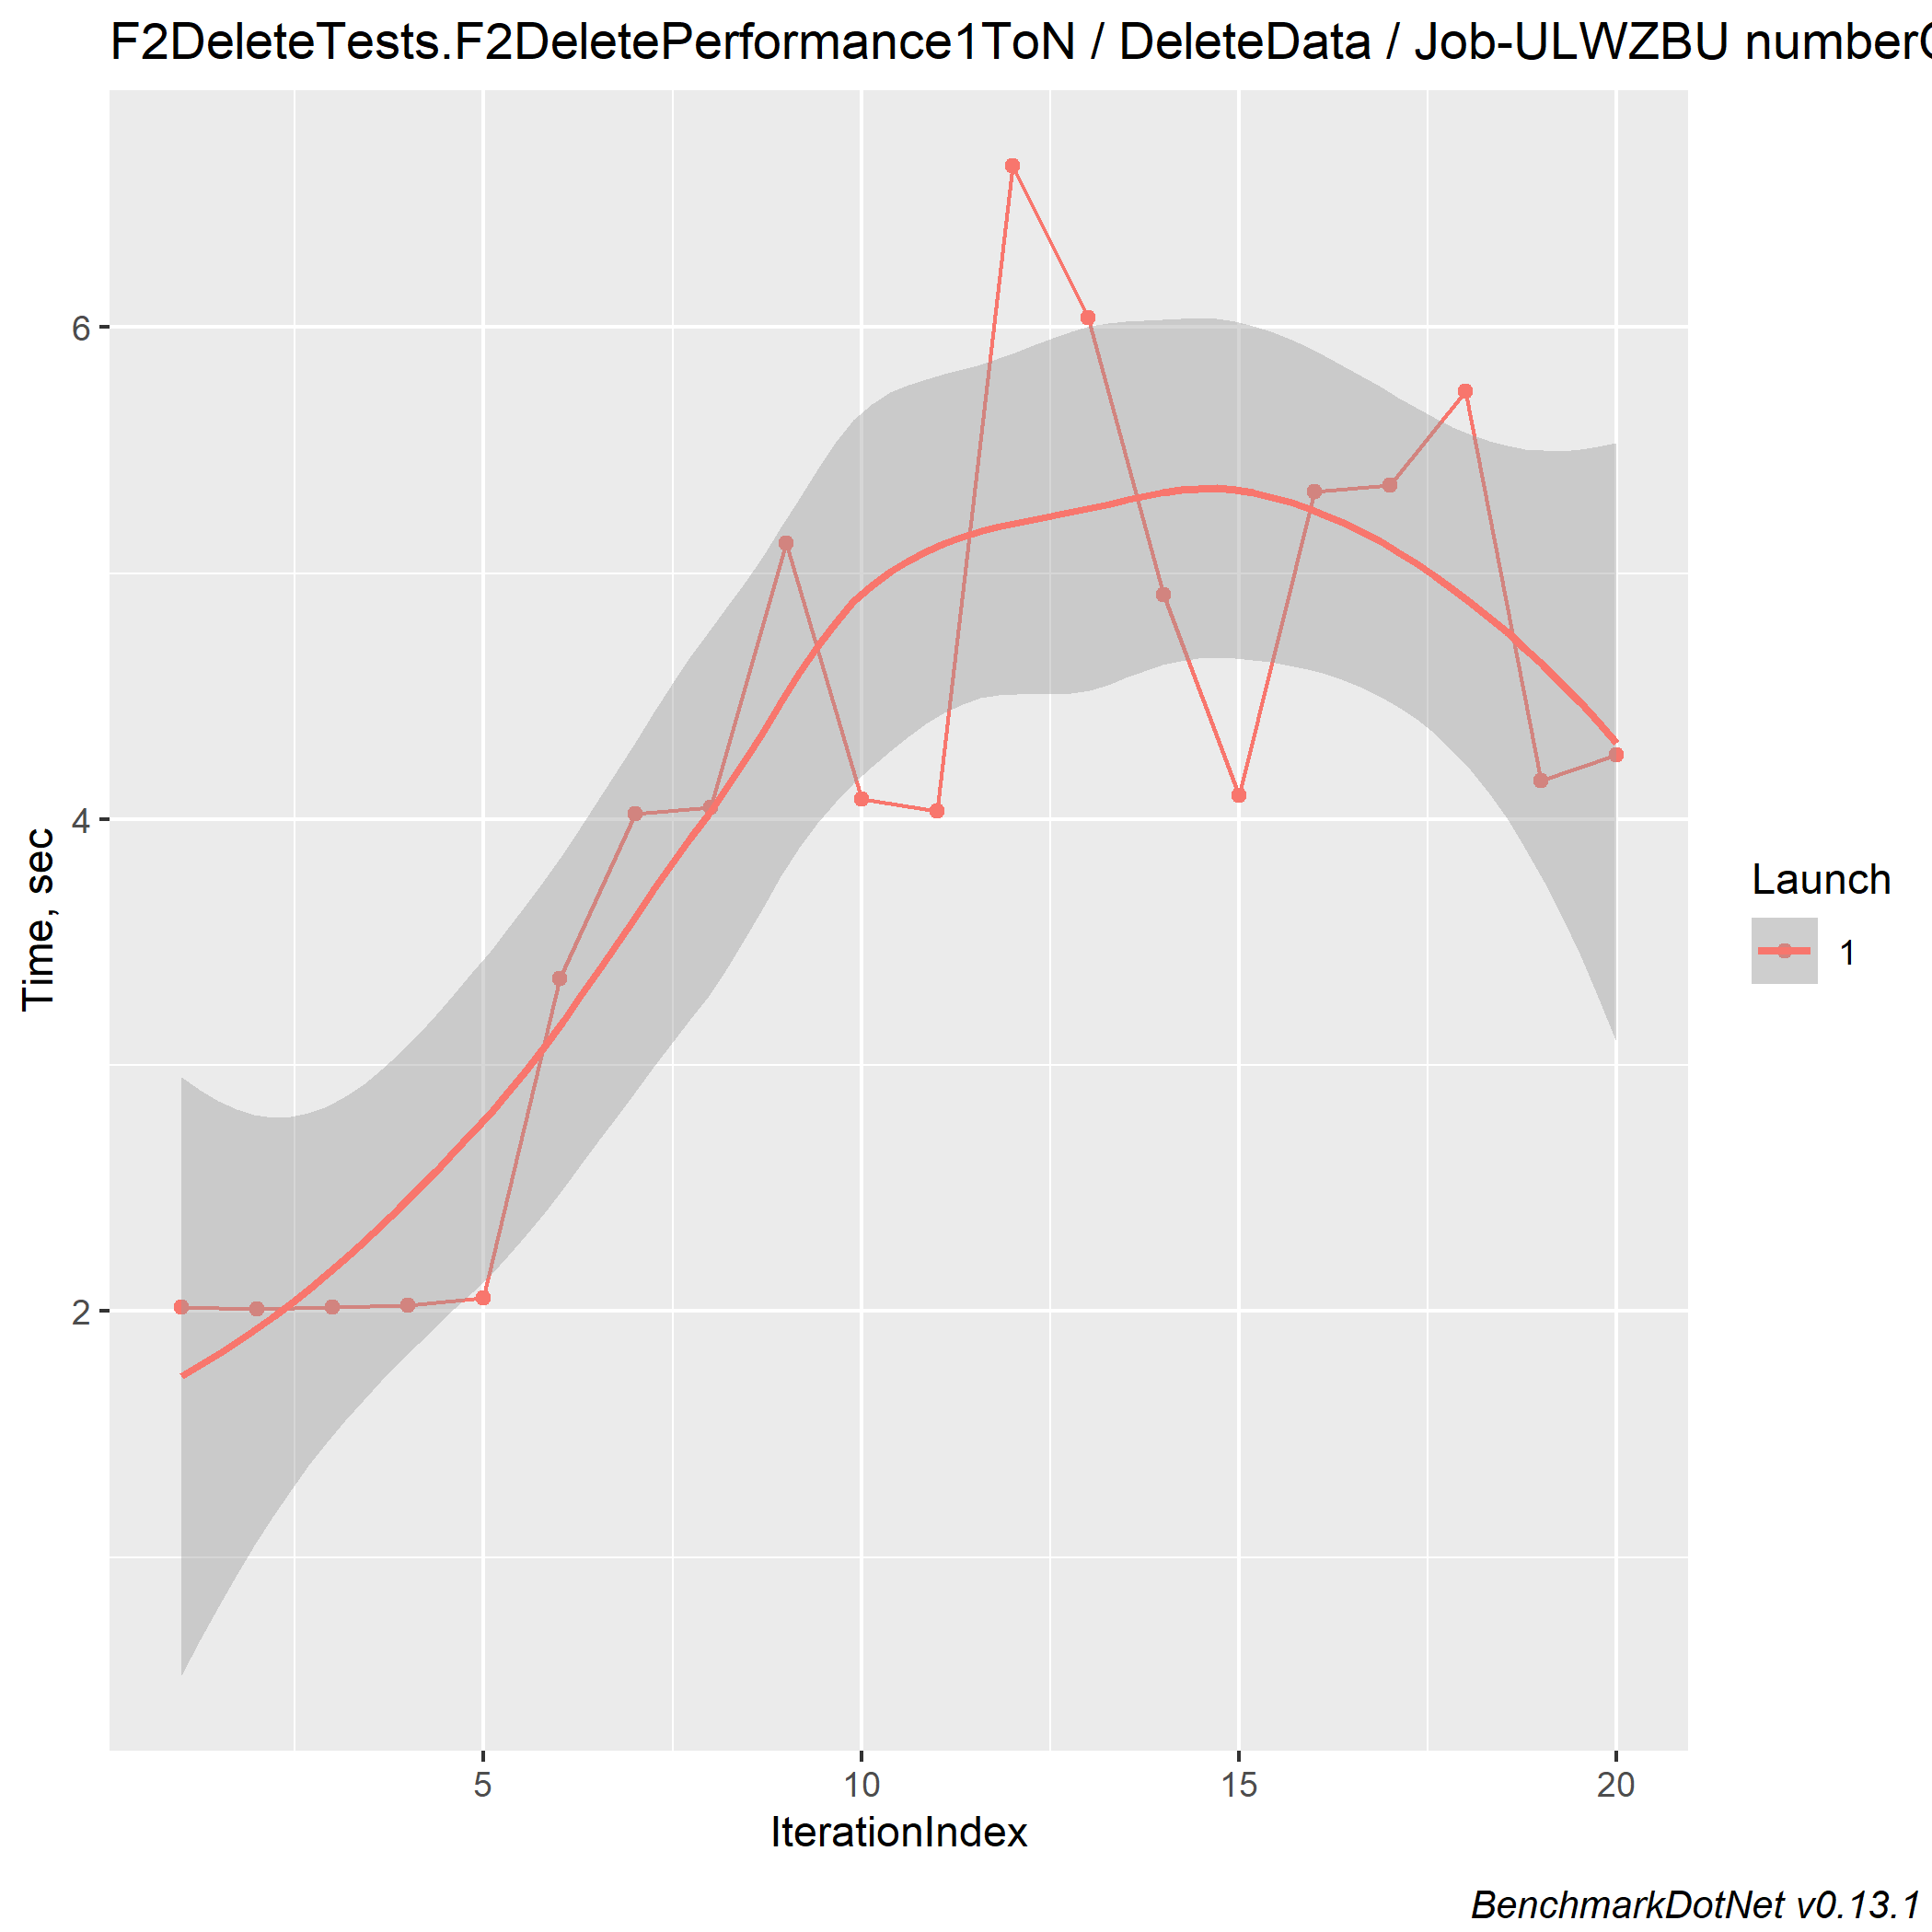 F2DeleteTests.F2DeletePerformance1ToN / DeleteData / Job-ULWZBU number
6
4
2
Time, sec
5 10 15 20
IterationIndex
Launch
1
BenchmarkDotNet v0.13.1